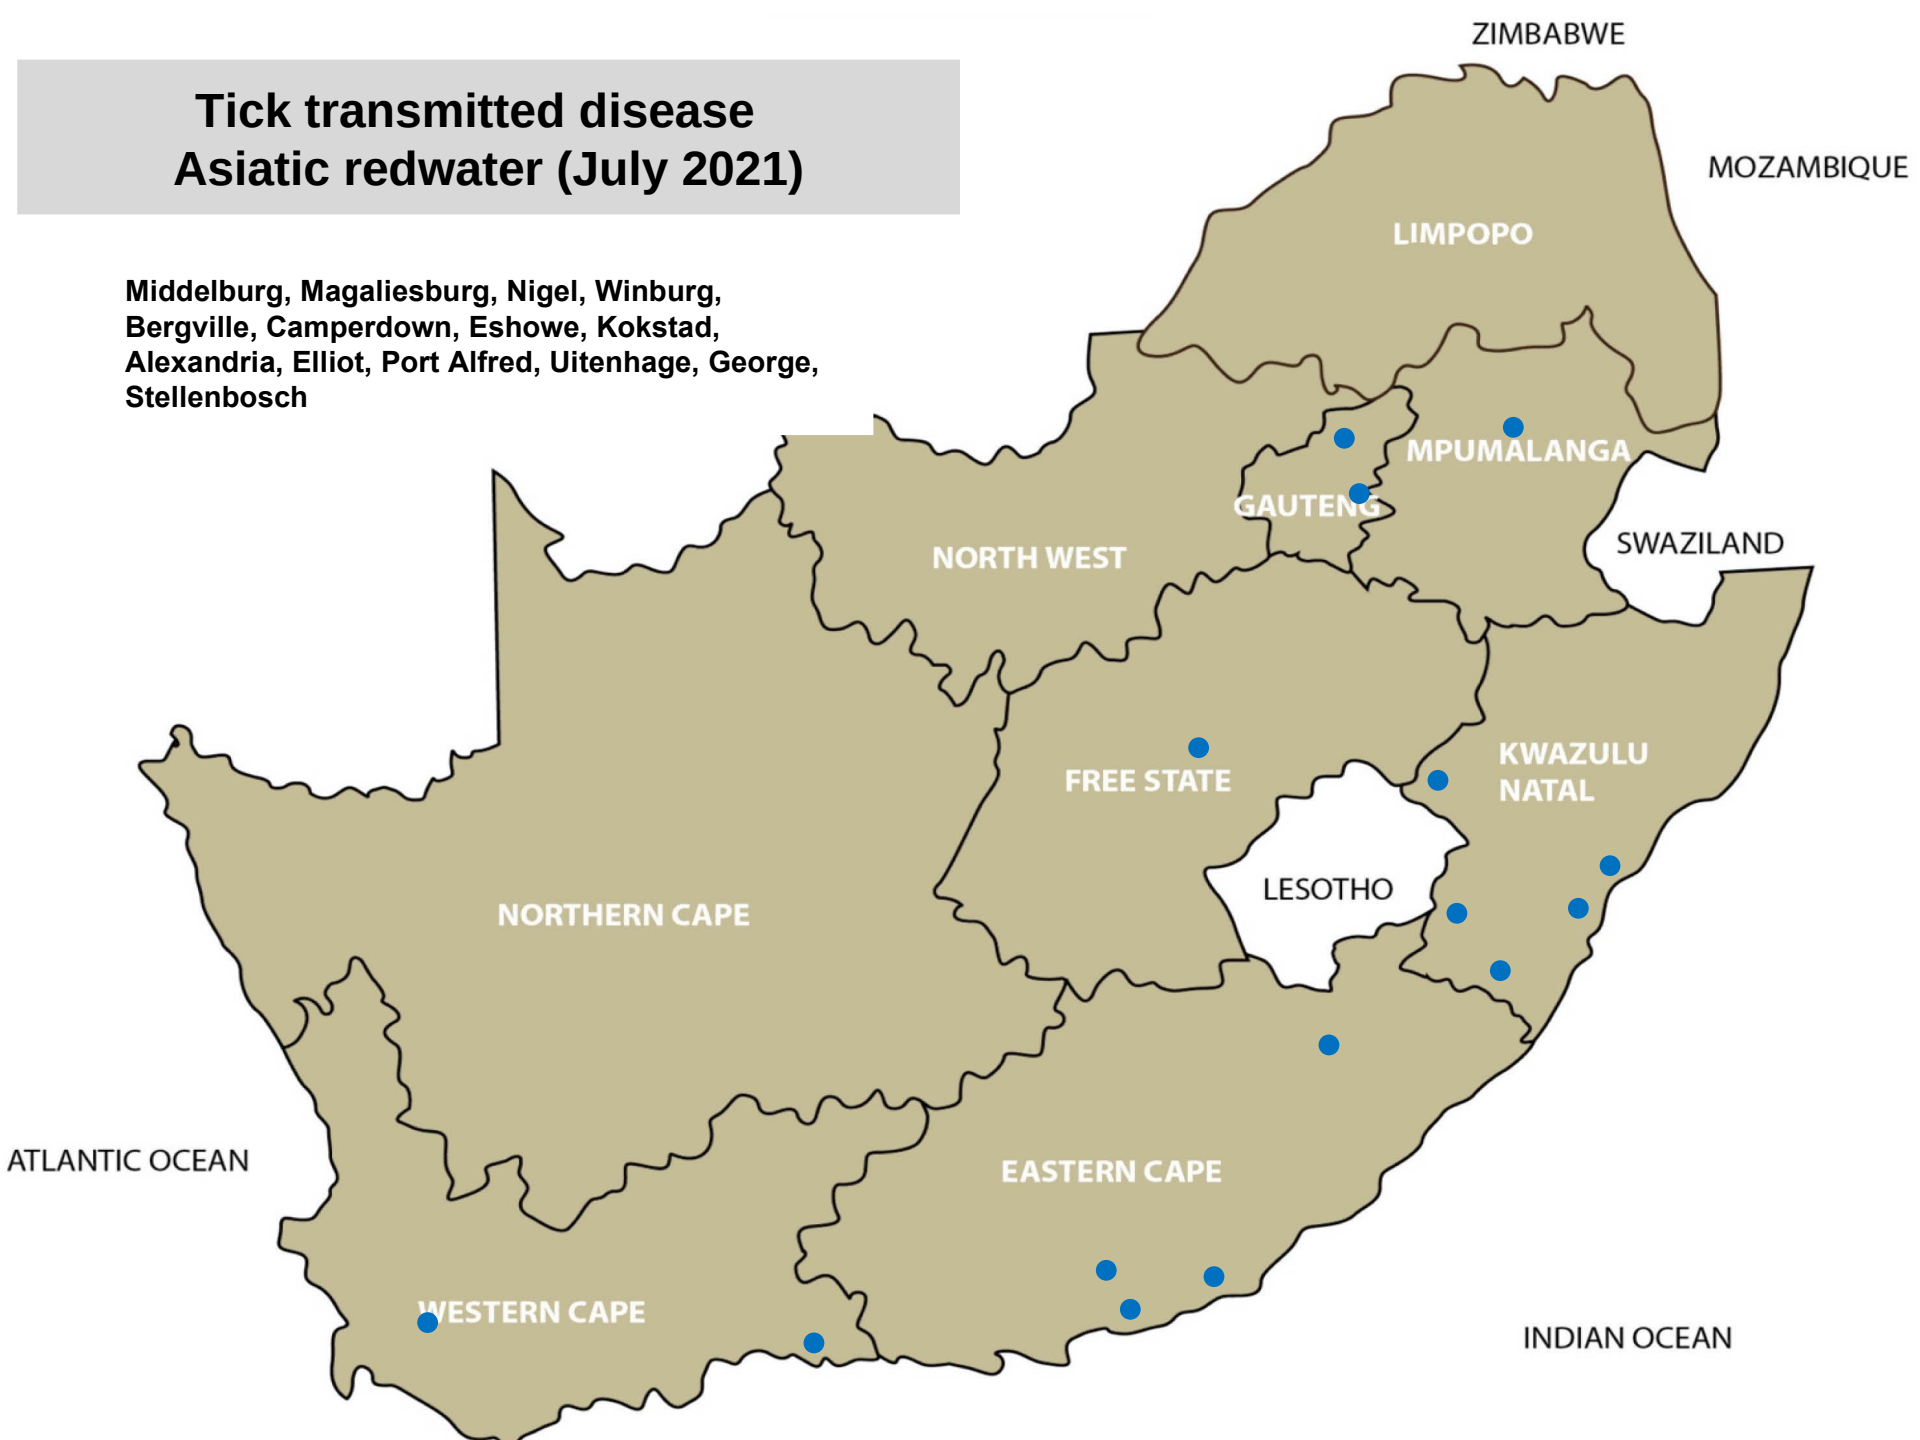 Tick transmitted disease
Asiatic redwater (July 2021)
Middelburg, Magaliesburg, Nigel, Winburg,
Bergville, Camperdown, Eshowe, Kokstad,
Alexandria, Elliot, Port Alfred, Uitenhage, George,
Stellenbosch
ZIMBABWE
MOZAMBIQUE
LIMPOPO
MPUMALANGA
GAUTENG
SWAZILAND
NORTH WEST
KWAZULU
NATAL
FREE STATE
LESOTHO
NORTHERN CAPE
ATLANTIC OCEAN
EASTERN CAPE
WESTERN CAPE
INDIAN OCEAN